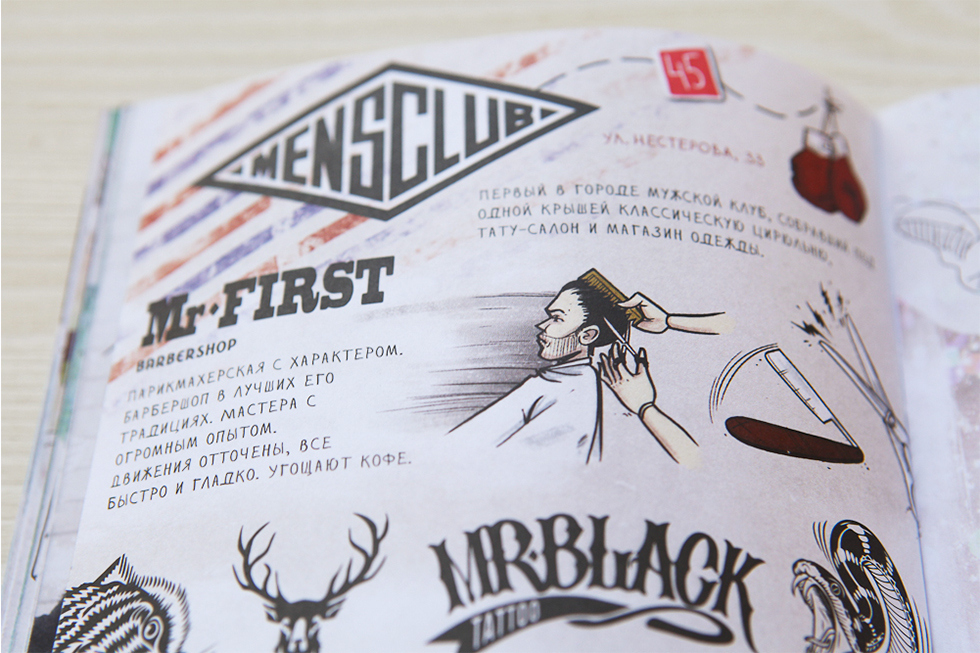 MENSCLUB
45
УЛ. НЕСТЕРОВА, 33
ПЕРВЫЙ В ГОРОДЕ МУЖСКОЙ КЛУБ, СОБРАВШИЙ ПОД
ОДНОЙ КРЫШЕЙ КЛАССИЧЕСКУЮ ЦИРЮЛЬНЮ,
ТАТУ-САЛОН И МАГАЗИН ОДЕЖДЫ.
Mr·FIRST
BARBERSHOP
ПАРИКМАХЕРСКАЯ С ХАРАКТЕРОМ.
БАРБЕРШОП В ЛУЧШИХ ЕГО
ТРАДИЦИЯХ. МАСТЕРА С
ОГРОМНЫМ ОПЫТОМ.
ДВИЖЕНИЯ ОТТОЧЕНЫ, ВСЕ
БЫСТРО И ГЛАДКО. УГОЩАЮТ КОФЕ.
MR·BLACK
TATTOO